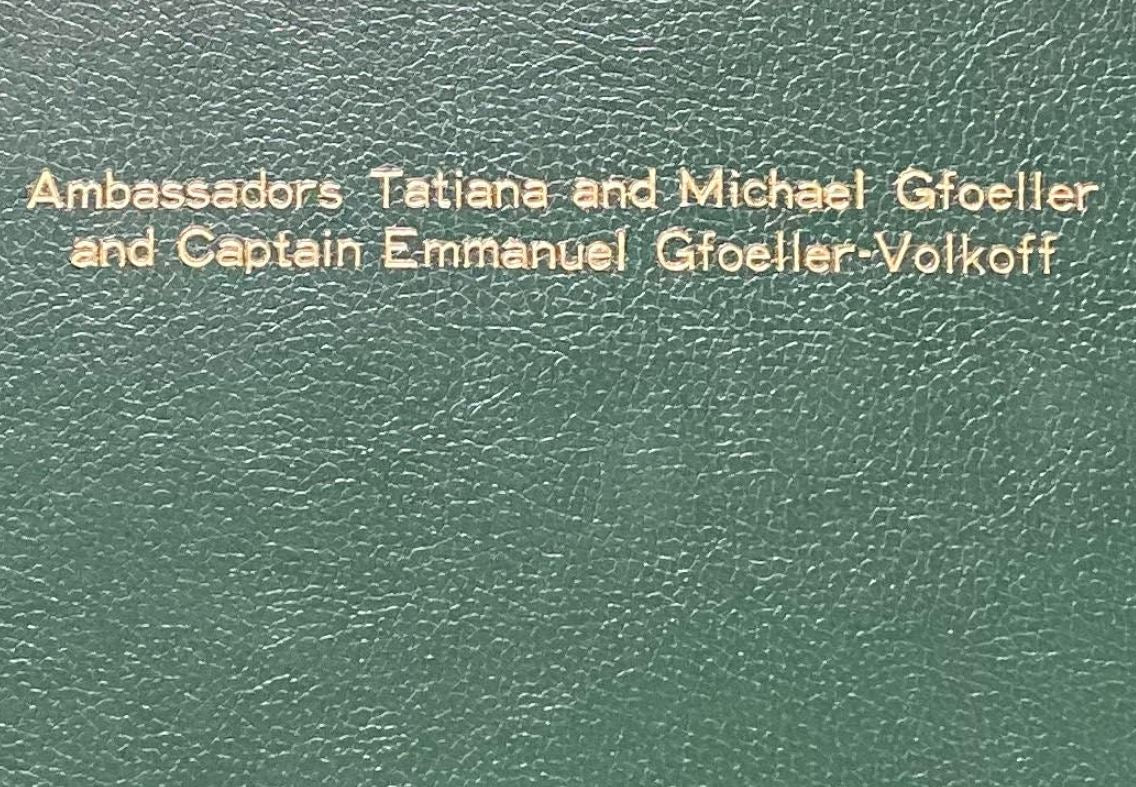 Ambassadors Tatiana and Michael Gfoeller
and Captain Emmanuel Gfoeller-Volkoff